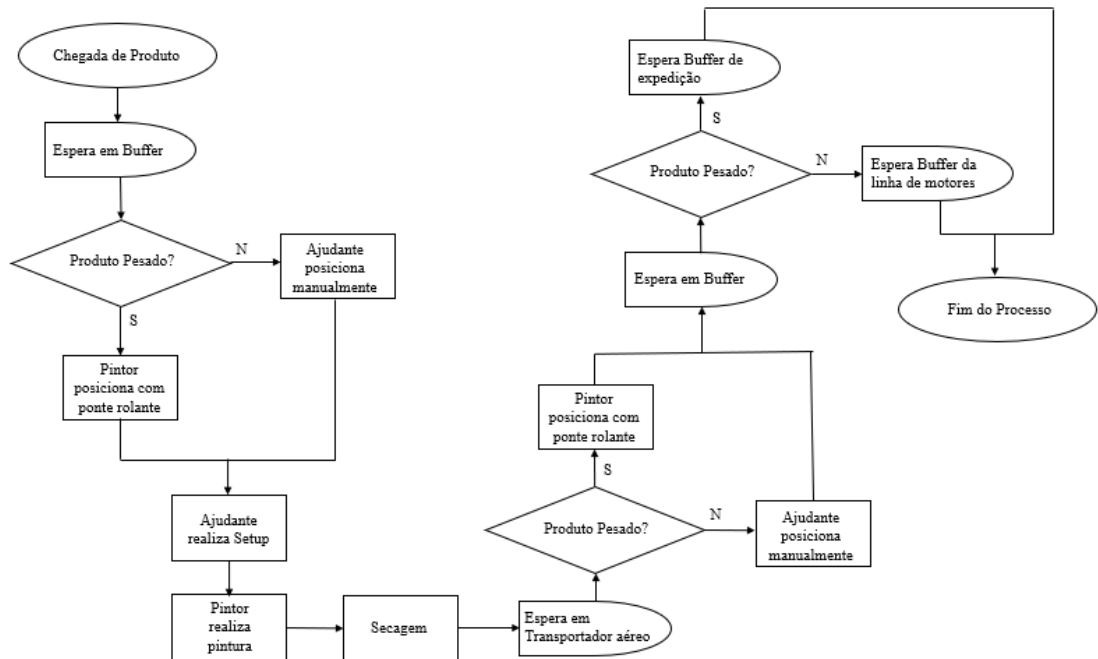 Chegada de Produto
Espera em Buffer
Produto Pesado?
N
Ajudante
posiciona
manualmente
S
Pintor
posiciona com
ponte rolante
Ajudante
realiza Setup
Pintor
realiza
pintura
Secagem
Espera em
Transportador aéreo
Produto Pesado?
N
Ajudante
posiciona
manualmente
S
Pintor
posiciona com
ponte rolante
Espera em Buffer
Produto Pesado?
N
Espera Buffer da
linha de motores
S
Espera Buffer de
expedição
Fim do Processo